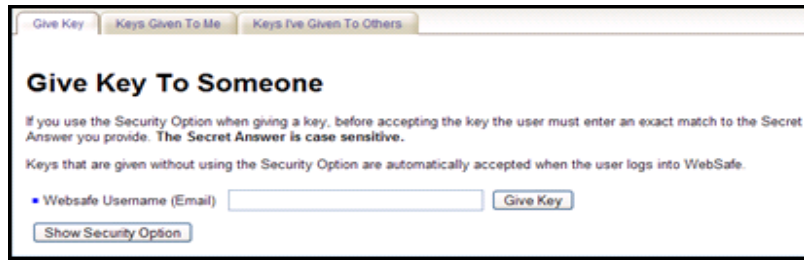 Give Key Keys Given To Me Keys I've Given To Others
Give Key To Someone
If you use the Security Option when giving a key, before accepting the key the user must enter an exact match to the Secret
Answer you provide. The Secret Answer is case sensitive.
Keys that are given without using the Security Option are automatically accepted when the user logs into WebSafe.
Websafe Username (Email) Give Key
Show Security Option